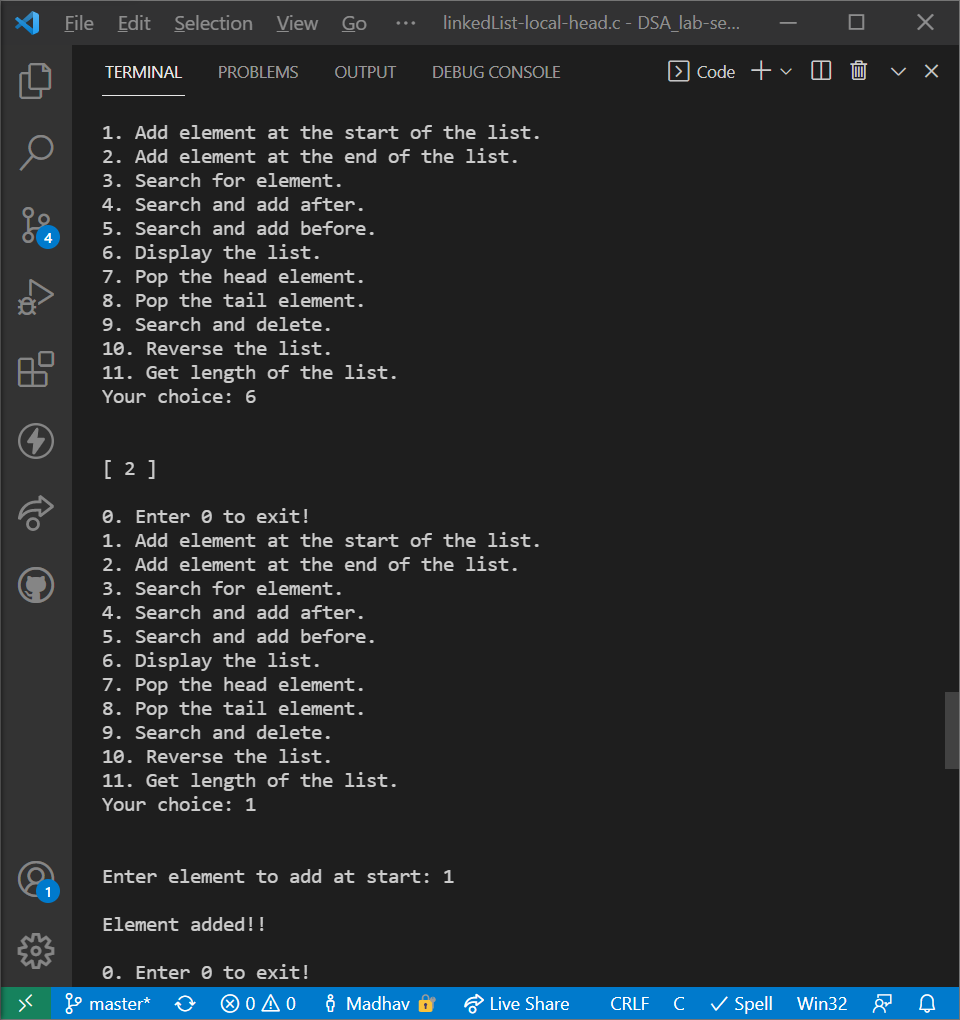 File Edit Selection View Go ··· linkedList-local-head.c - DSA_lab-se...
TERMINAL PROBLEMS OUTPUT DEBUG CONSOLE Code
1. Add element at the start of the list.
2. Add element at the end of the list.
3. Search for element.
4. Search and add after.
5. Search and add before.
6. Display the list.
7. Pop the head element.
8. Pop the tail element.
9. Search and delete.
10. Reverse the list.
11. Get length of the list.
Your choice: 6
[ 2 ]
0. Enter 0 to exit!
1. Add element at the start of the list.
2. Add element at the end of the list.
3. Search for element.
4. Search and add after.
5. Search and add before.
6. Display the list.
7. Pop the head element.
8. Pop the tail element.
9. Search and delete.
10. Reverse the list.
11. Get length of the list.
Your choice: 1
Enter element to add at start: 1
Element added!!
0. Enter 0 to exit!
4
1
master* 0 0 Madhav Live Share CRLF C Spell Win32